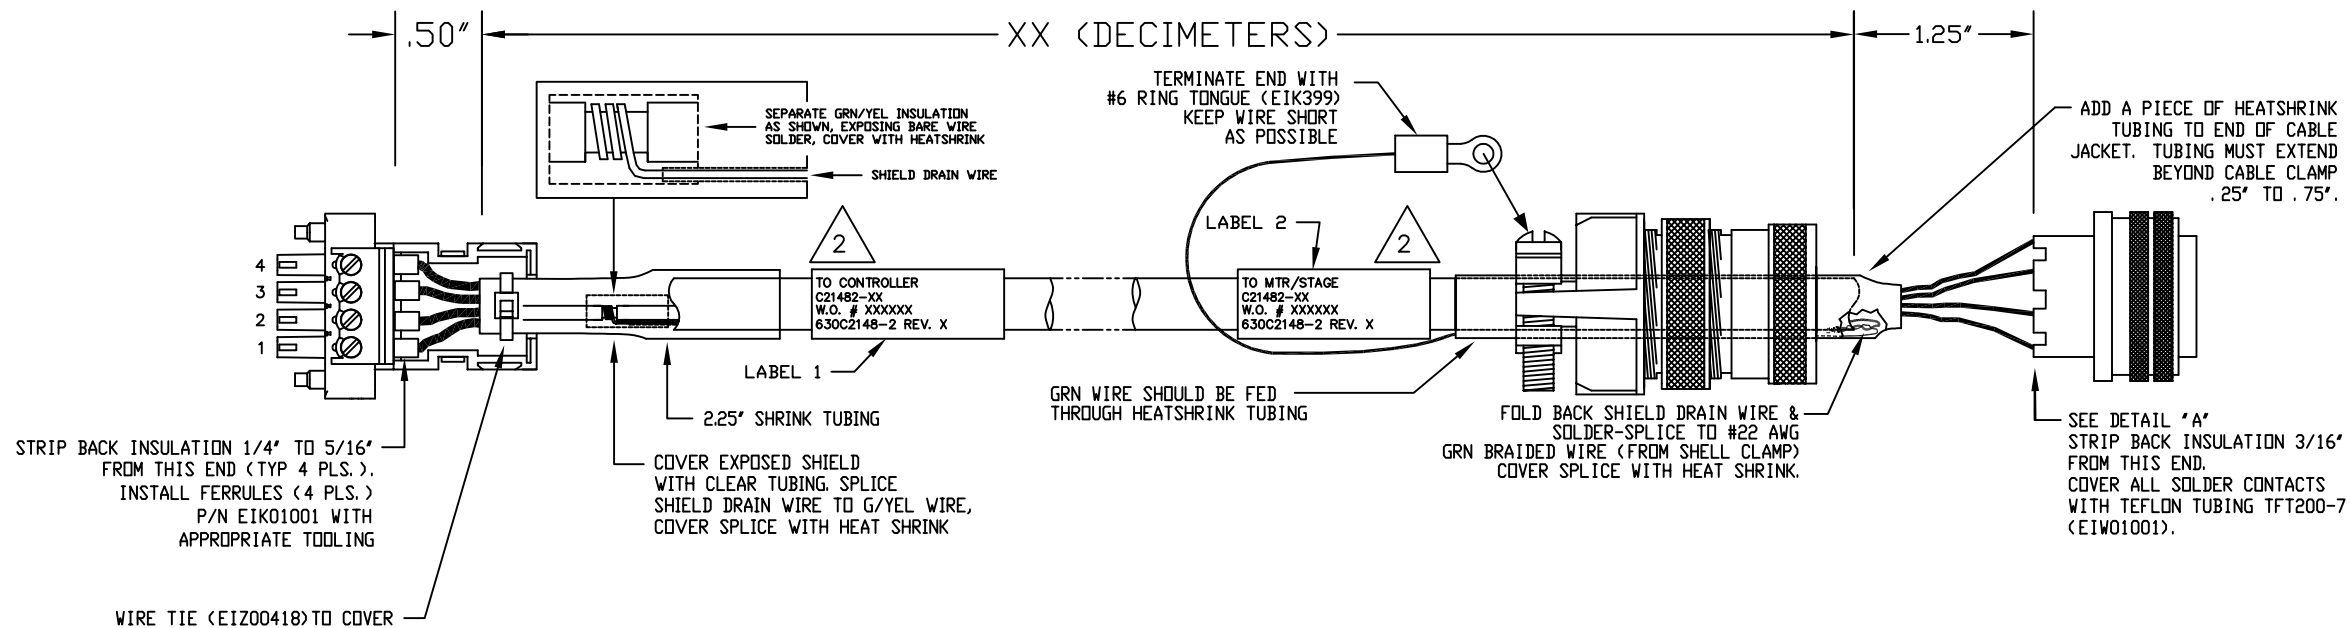 .50"
XX (DECIMETERS)
1.25"
TERMINATE END WITH
#6 RING TONGUE (EIK399)
KEEP WIRE SHORT
AS POSSIBLE
SEPARATE GRN/YEL INSULATION
AS SHOWN, EXPOSING BARE WIRE
SOLDER, COVER WITH HEATSHRINK
SHIELD DRAIN WIRE
ADD A PIECE OF HEATSHRINK
TUBING TO END OF CABLE
JACKET. TUBING MUST EXTEND
BEYOND CABLE CLAMP
.25" TO .75".
2
LABEL 2
2
4
3
2
1
TO CONTROLLER
C21482-XX
W.O. # XXXXXX
630C2148-2 REV. X
TO MTR/STAGE
C21482-XX
W.O. # XXXXXX
630C2148-2 REV. X
LABEL 1
2.25" SHRINK TUBING
GRN WIRE SHOULD BE FED
THROUGH HEATSHRINK TUBING
FOLD BACK SHIELD DRAIN WIRE &
SOLDER-SPLICE TO #22 AWG
GRN BRAIDED WIRE (FROM SHELL CLAMP)
COVER SPLICE WITH HEAT SHRINK.
SEE DETAIL "A"
STRIP BACK INSULATION 3/16"
FROM THIS END.
COVER ALL SOLDER CONTACTS
WITH TEFLON TUBING TFT200-7
(EIW01001).
STRIP BACK INSULATION 1/4" TO 5/16"
FROM THIS END (TYP 4 PLS.).
INSTALL FERRULES (4 PLS.)
P/N EIK01001 WITH
APPROPRIATE TOOLING
COVER EXPOSED SHIELD
WITH CLEAR TUBING. SPLICE
SHIELD DRAIN WIRE TO G/YEL WIRE,
COVER SPLICE WITH HEAT SHRINK
WIRE TIE (EIZ00418)TO COVER